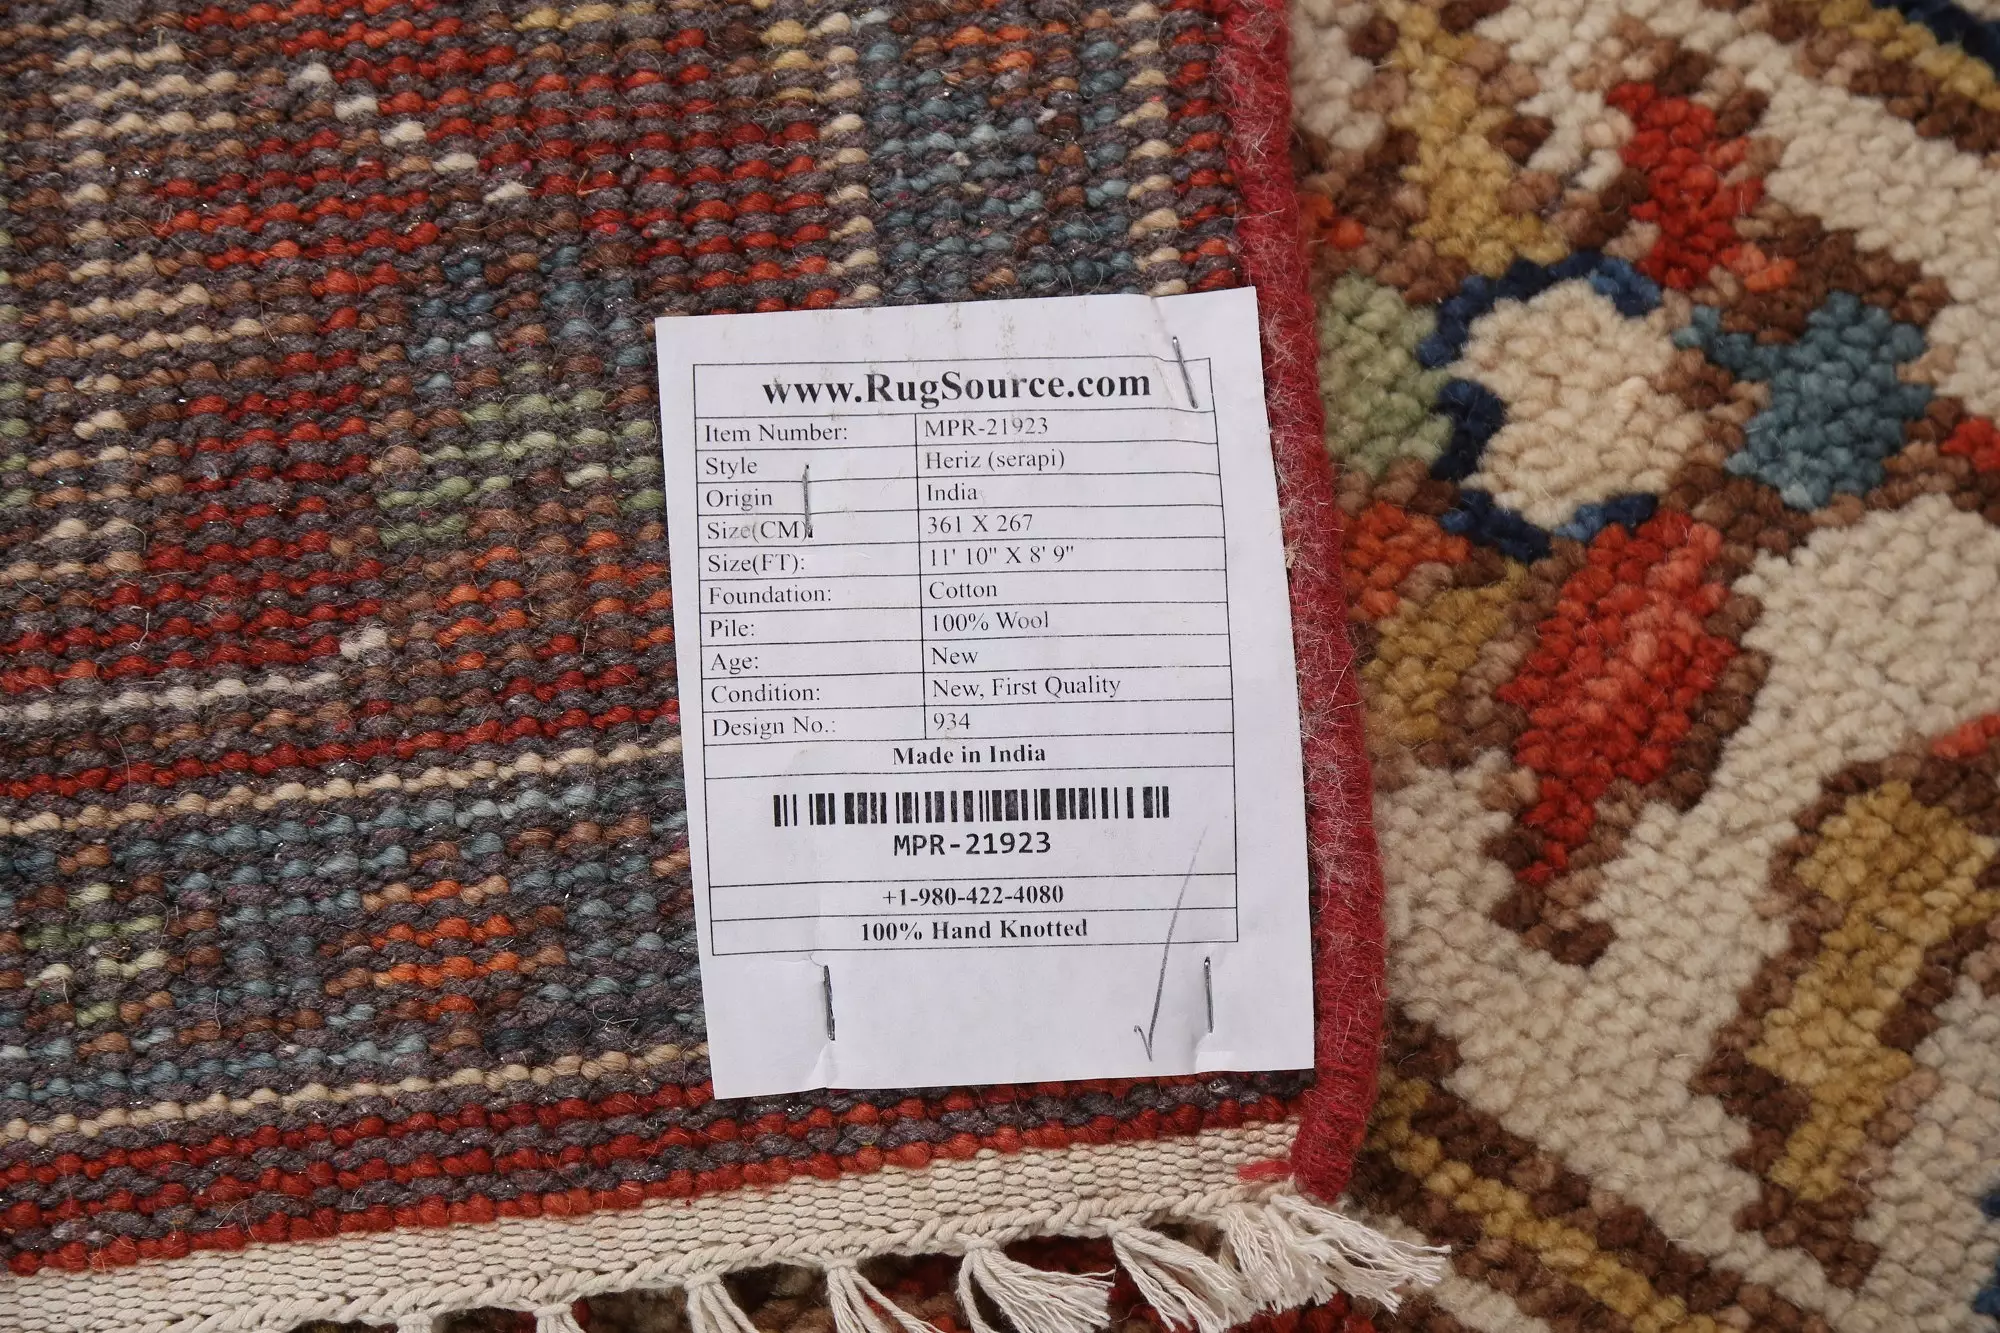 www.RugSource.com
Item Number: MPR-21923
Style Heriz (serapi)
Origin India
Size(CM): 361 X 267
Size(FT): 11' 10" X 8' 9"
Foundation: Cotton
Pile: 100% Wool
Age: New
Condition: New, First Quality
Design No.: 934
Made in India
MPR-21923
+1-980-422-4080
100% Hand Knotted